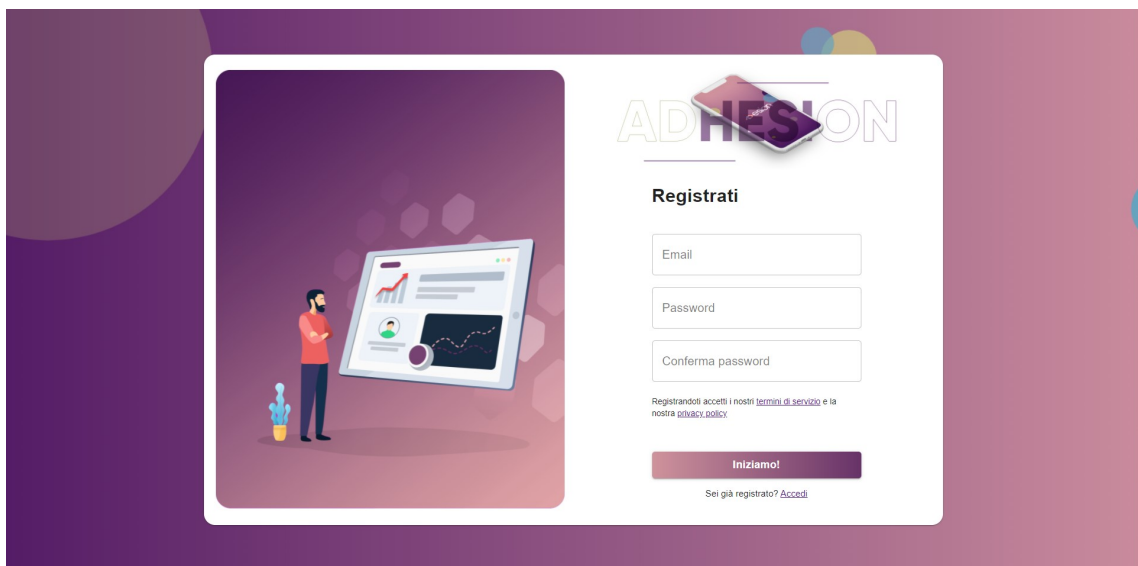 ADHESION
Registrati
Email
Password
Conferma password
Registrandoti accetti i nostri termini di servizio e la
nostra privacy policy
Iniziamo!
Sei già registrato? Accedi